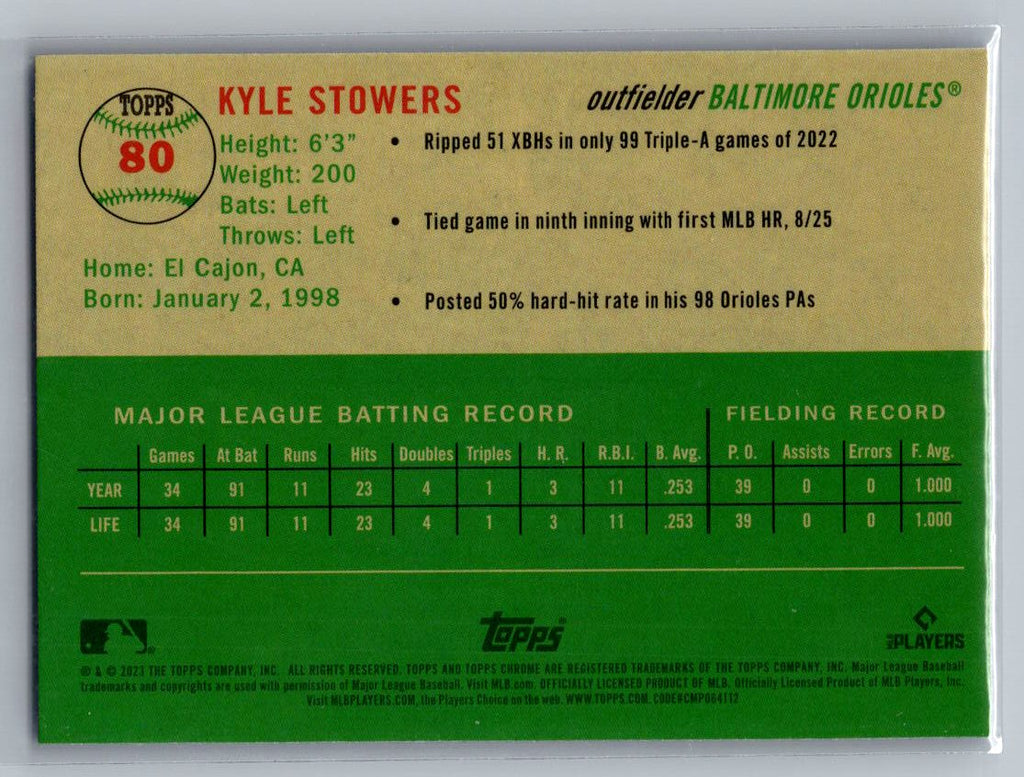 TOPPS
80
KYLE STOWERS
outfielder BALTIMORE ORIOLES®
Height: 6'3"
Weight: 200
Bats: Left
Throws: Left
Home: El Cajon, CA
Born: January 2, 1998
• Ripped 51 XBHs in only 99 Triple-A games of 2022
• Tied game in ninth inning with first MLB HR, 8/25
• Posted 50% hard-hit rate in his 98 Orioles PAs
MAJOR LEAGUE BATTING RECORD FIELDING RECORD
Games At Bat Runs Hits Doubles Triples H. R. R.B.I. B. Avg. P. O. Assists Errors F. Avg.
YEAR 34 91 11 23 4 1 3 11 .253 39 0 0 1.000
LIFE 34 91 11 23 4 1 3 11 .253 39 0 0 1.000
topps
MLB PLAYERS
® & © 2023 THE TOPPS COMPANY, INC. ALL RIGHTS RESERVED. TOPPS AND TOPPS CHROME ARE REGISTERED TRADEMARKS OF THE TOPPS COMPANY, INC. Major League Baseball
trademarks and copyrights are used with permission of Major League Baseball. Visit MLB.com. OFFICIALLY LICENSED PRODUCT OF MLB. Officially Licensed Product of MLB Players, Inc.
Visit MLBPLAYERS.COM, the Players Choice on the web. WWW.TOPPS.COM. CODE#CMP084112